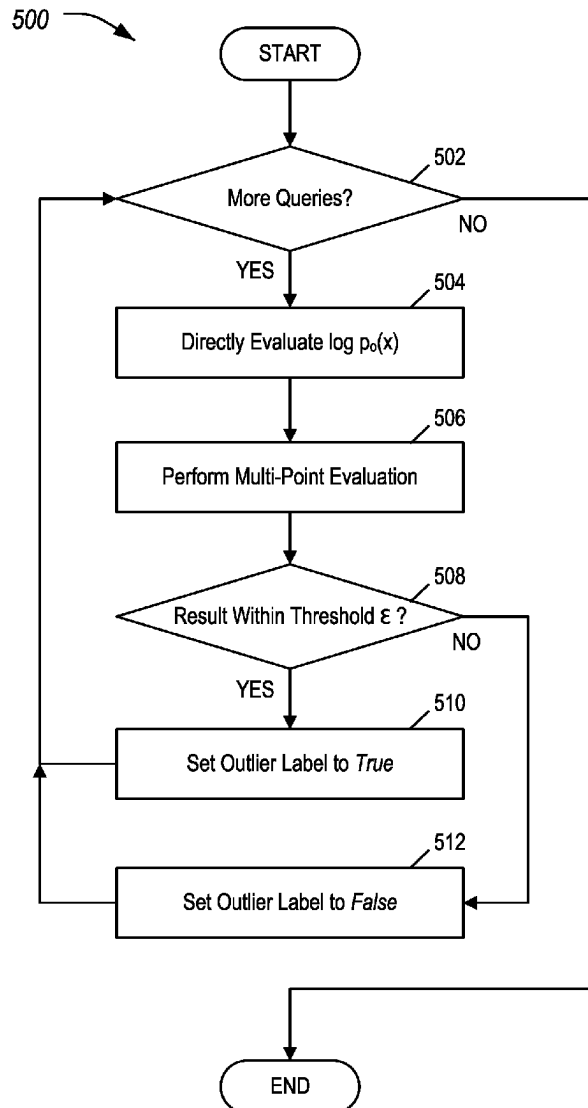 500
START
502
More Queries?
NO
YES
504
Directly Evaluate log pₒ(x)
506
Perform Multi-Point Evaluation
508
Result Within Threshold ε ?
NO
YES
510
Set Outlier Label to True
512
Set Outlier Label to False
END